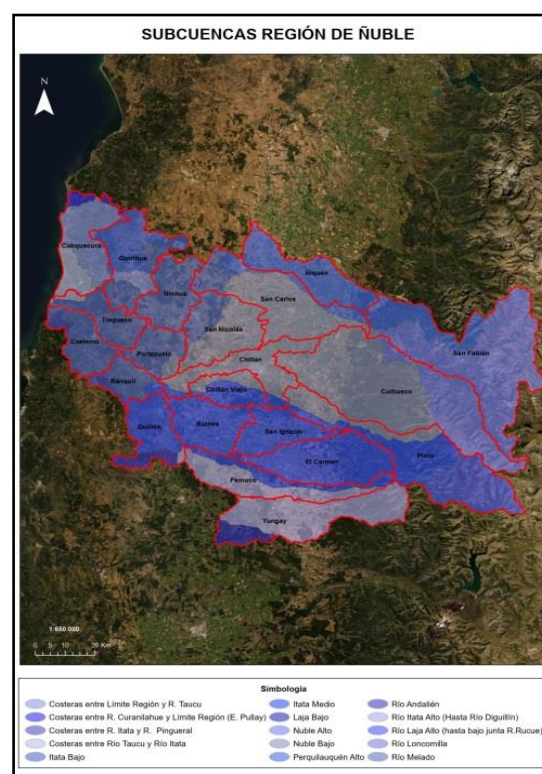 SUBCUENCAS REGIÓN DE ÑUBLE
N
Cobquecura
Quirihue
Ninhue
Ñiquén
San Carlos
Treguaco
San Nicolás
San Fabián
Coelemu
Portezuelo
Chillán
Ránquil
Chillán Viejo
Coihueco
Quillón
Bulnes
San Ignacio
Pinto
El Carmen
Pemuco
Yungay
1:650.000
0 5 10 20 Km
Simbología
Costeras entre Límite Región y R. Taucu
Costeras entre R. Curanilahue y Límite Región (E. Pullay)
Costeras entre R. Itata y R. Pingueral
Costeras entre Río Taucu y Río Itata
Itata Bajo
Itata Medio
Laja Bajo
Ñuble Alto
Ñuble Bajo
Perquilauquén Alto
Río Andalién
Río Itata Alto (Hasta Río Diguillín)
Río Laja Alto (hasta bajo junta R.Rucue)
Río Loncomilla
Río Melado